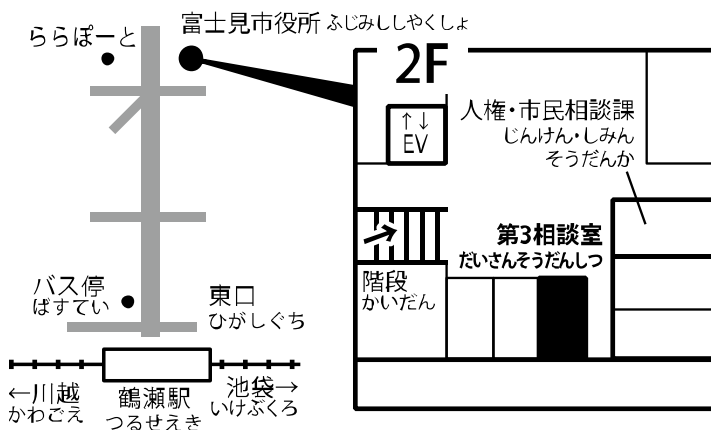 ららぽーと
富士見市役所 ふじみししやくしょ
バス停
ばすてい
東口
ひがしぐち
←川越
かわごえ
鶴瀬駅
つるせえき
池袋→
いけぶくろ
2F
↑↓
EV
人権・市民相談課
じんけん・しみん
そうだんか
第3相談室
だいさんそうだんしつ
階段
かいだん